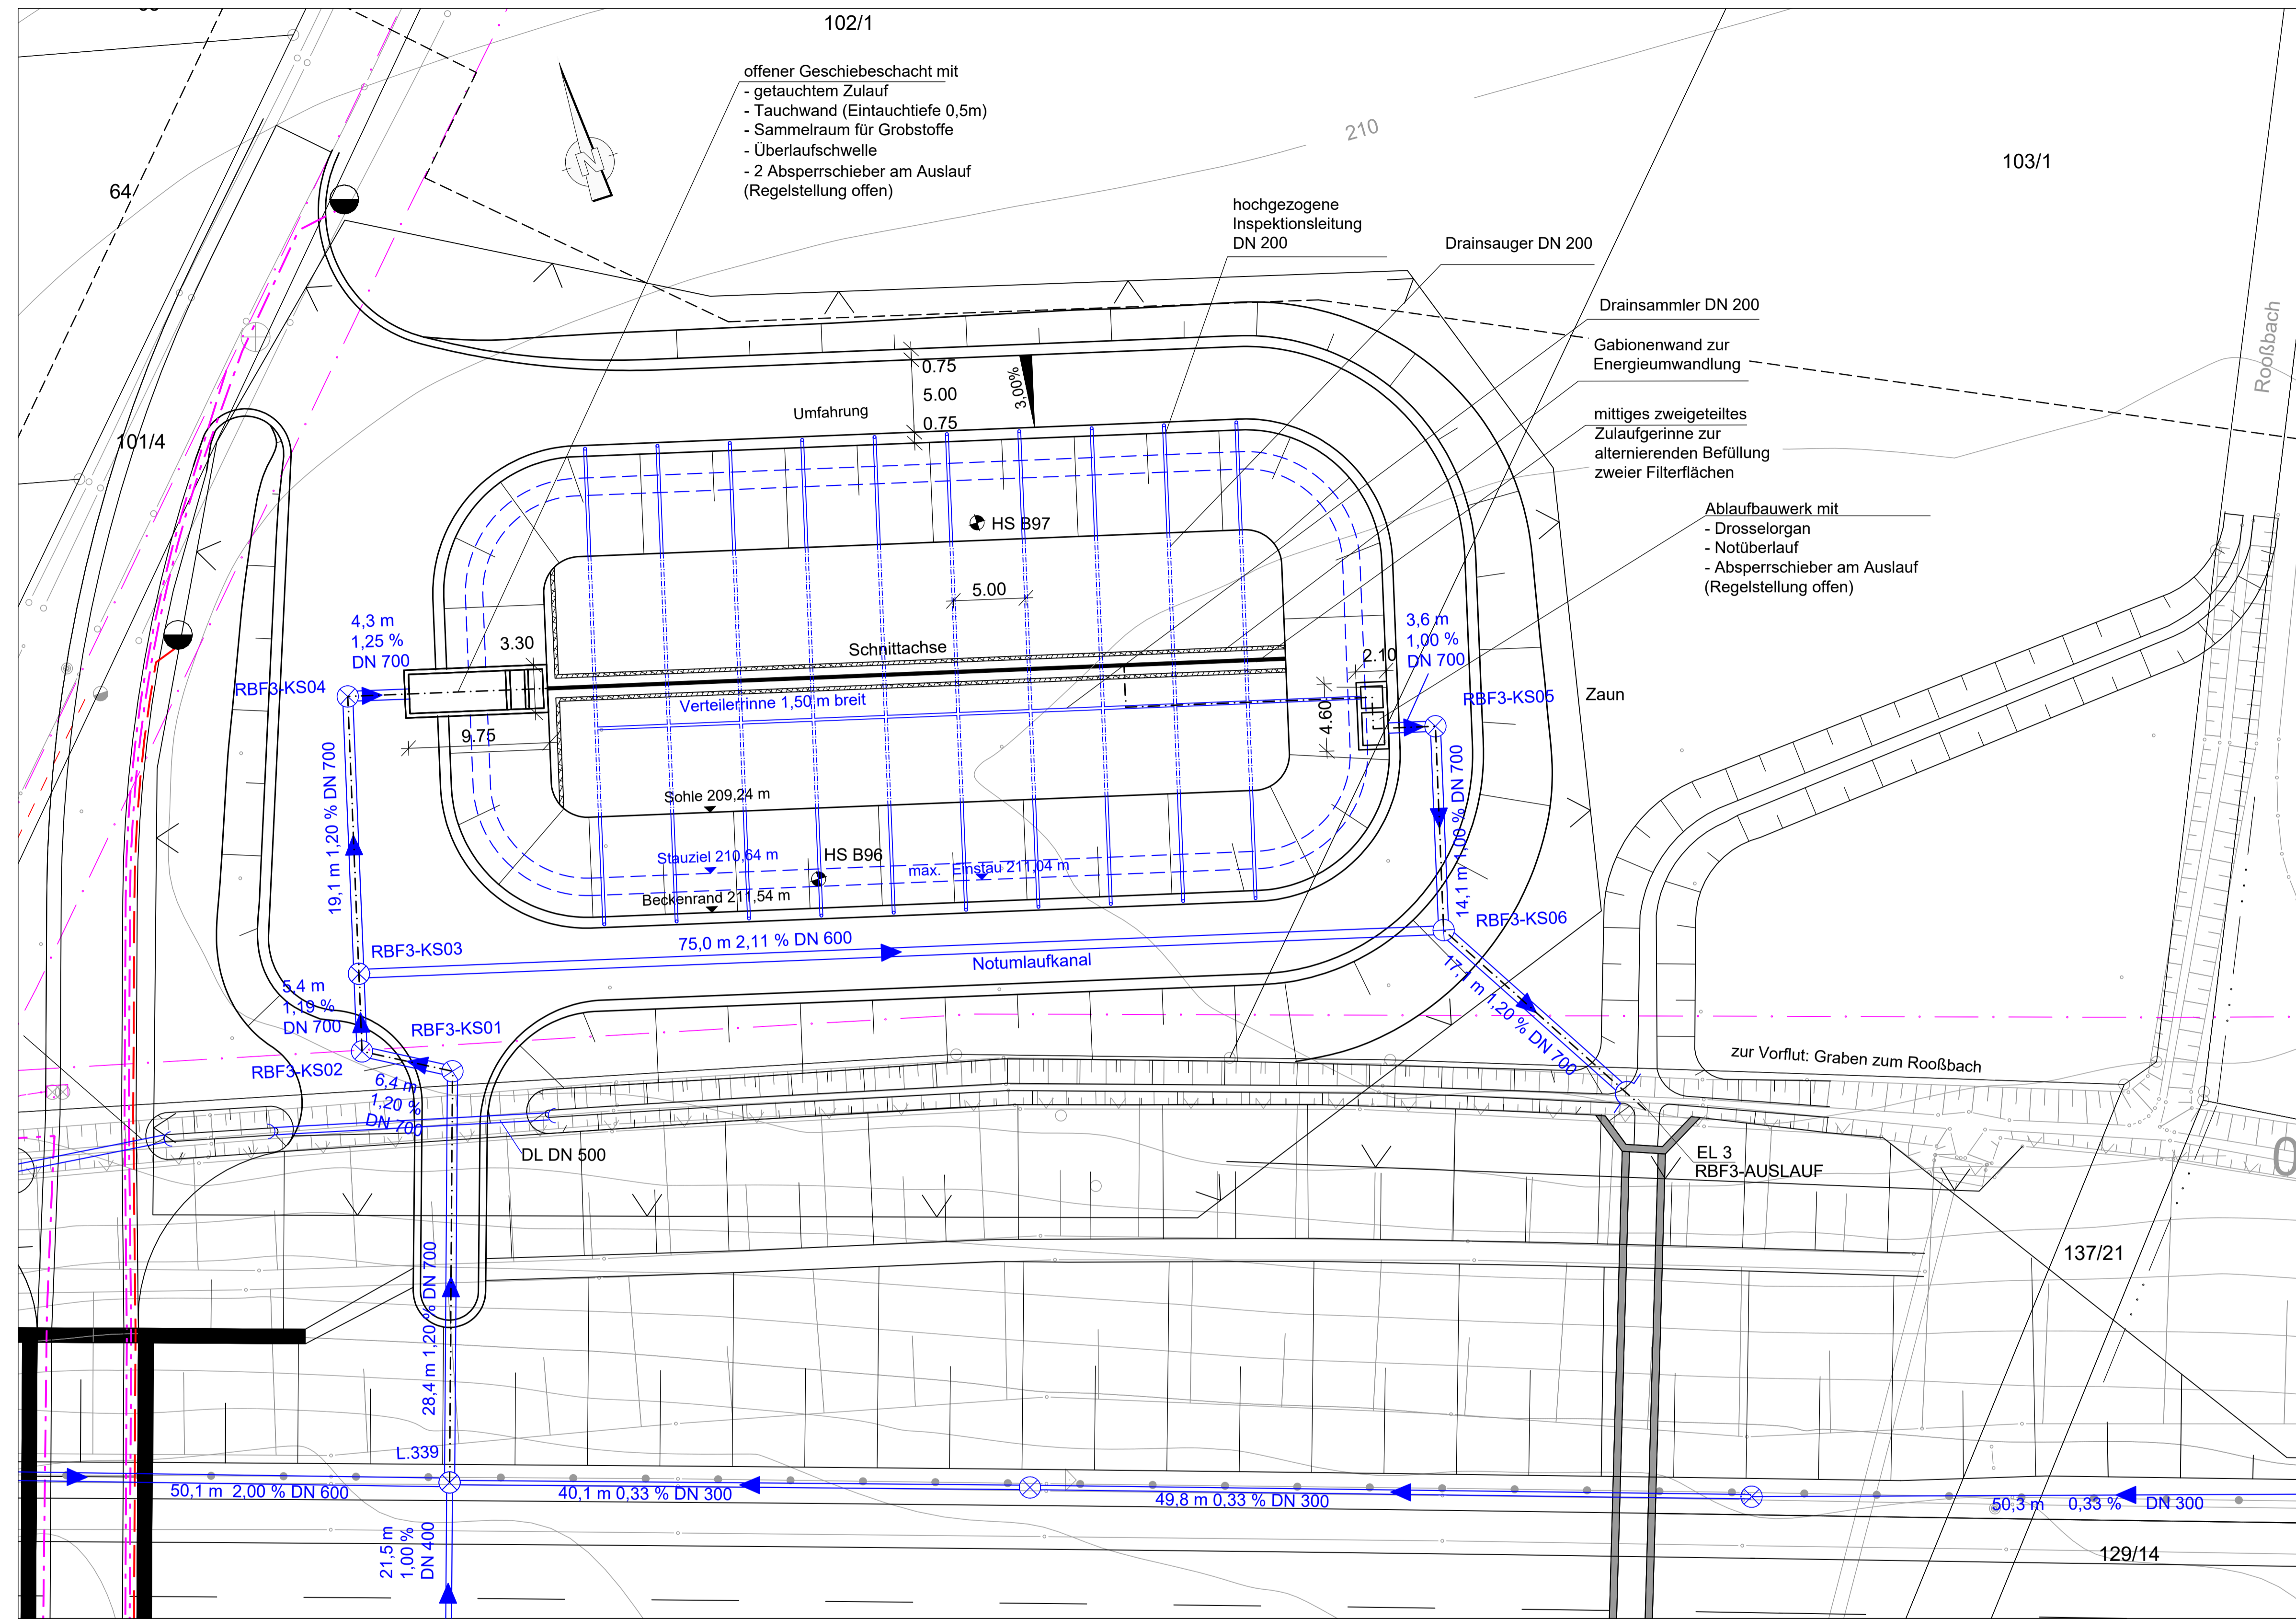 102/1
offener Geschiebeschacht mit
- getauchtem Zulauf
- Tauchwand (Eintauchtiefe 0,5m)
- Sammelraum für Grobstoffe
- Überlaufschwelle
- 2 Absperrschieber am Auslauf
(Regelstellung offen)
N
210
103/1
64
hochgezogene
Inspektionsleitung
DN 200
Drainsauger DN 200
Drainsammler DN 200
Gabionenwand zur
Energieumwandlung
Rooßbach
mittiges zweigeteiltes
Zulaufgerinne zur
alternierenden Befüllung
zweier Filterflächen
Ablaufbauwerk mit
- Drosselorgan
- Notüberlauf
- Absperrschieber am Auslauf
(Regelstellung offen)
0.75
5.00
0.75
3,00%
Umfahrung
101/4
HS B97
5.00
4,3 m
1,25 %
DN 700
3.30
Schnittachse
3,6 m
1,00 %
DN 700
2.10
RBF3-KS04
RBF3-KS05
Zaun
Verteilerrinne 1,50 m breit
9.75
4.60
19,1 m 1,20 % DN 700
14,1 m 1,00 % DN 700
Sohle 209,24 m
Stauziel 210,64 m
HS B96
max. Einstau 211,04 m
Beckenrand 211,54 m
RBF3-KS06
RBF3-KS03
75,0 m 2,11 % DN 600
Notumlaufkanal
17,1 m 1,20 % DN 700
5,4 m
1,19 %
DN 700
RBF3-KS01
RBF3-KS02
6,4 m
1,20 %
DN 700
zur Vorflut: Graben zum Rooßbach
DL DN 500
EL 3
RBF3-AUSLAUF
0
137/21
28,4 m 1,20 % DN 700
L.339
50,1 m 2,00 % DN 600
40,1 m 0,33 % DN 300
49,8 m 0,33 % DN 300
50,3 m 0,33 % DN 300
21,5 m
1,00 %
DN 400
129/14